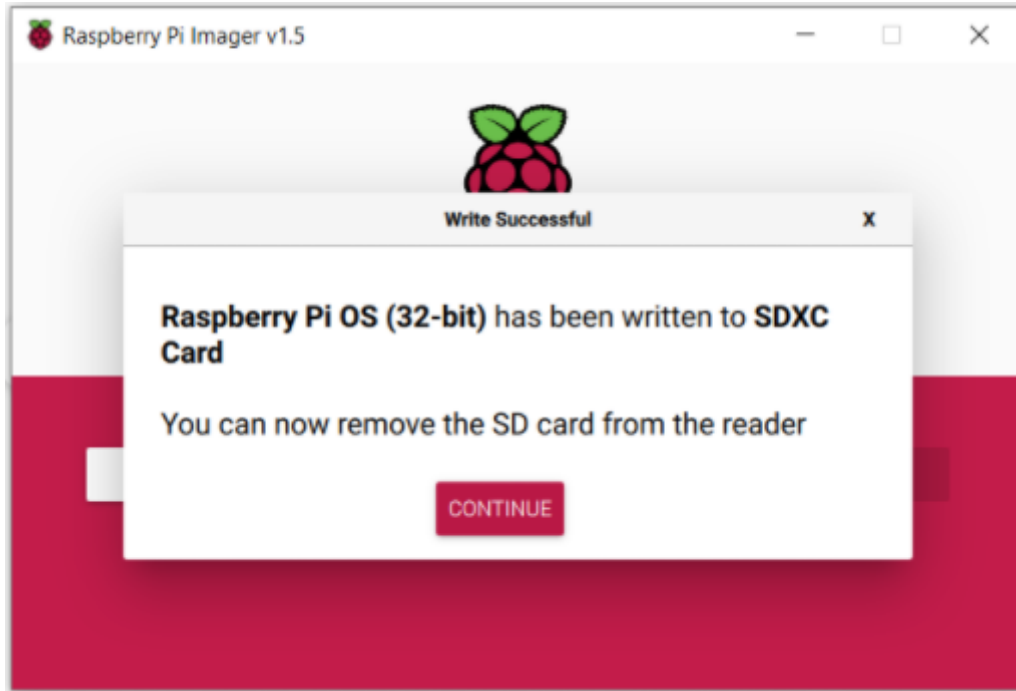 Raspberry Pi Imager v1.5
Write Successful X
Raspberry Pi OS (32-bit) has been written to SDXC
Card
You can now remove the SD card from the reader
CONTINUE